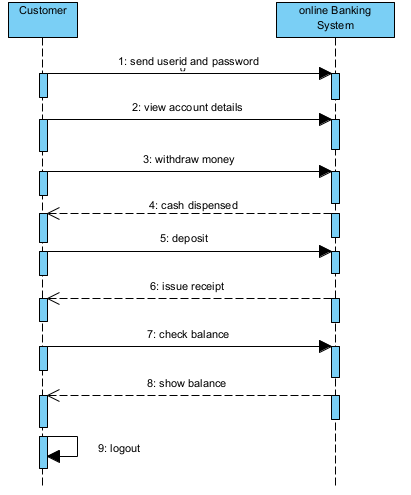 Customer
online Banking
System
1: send userid and password
2: view account details
3: withdraw money
4: cash dispensed
5: deposit
6: issue receipt
7: check balance
8: show balance
9: logout